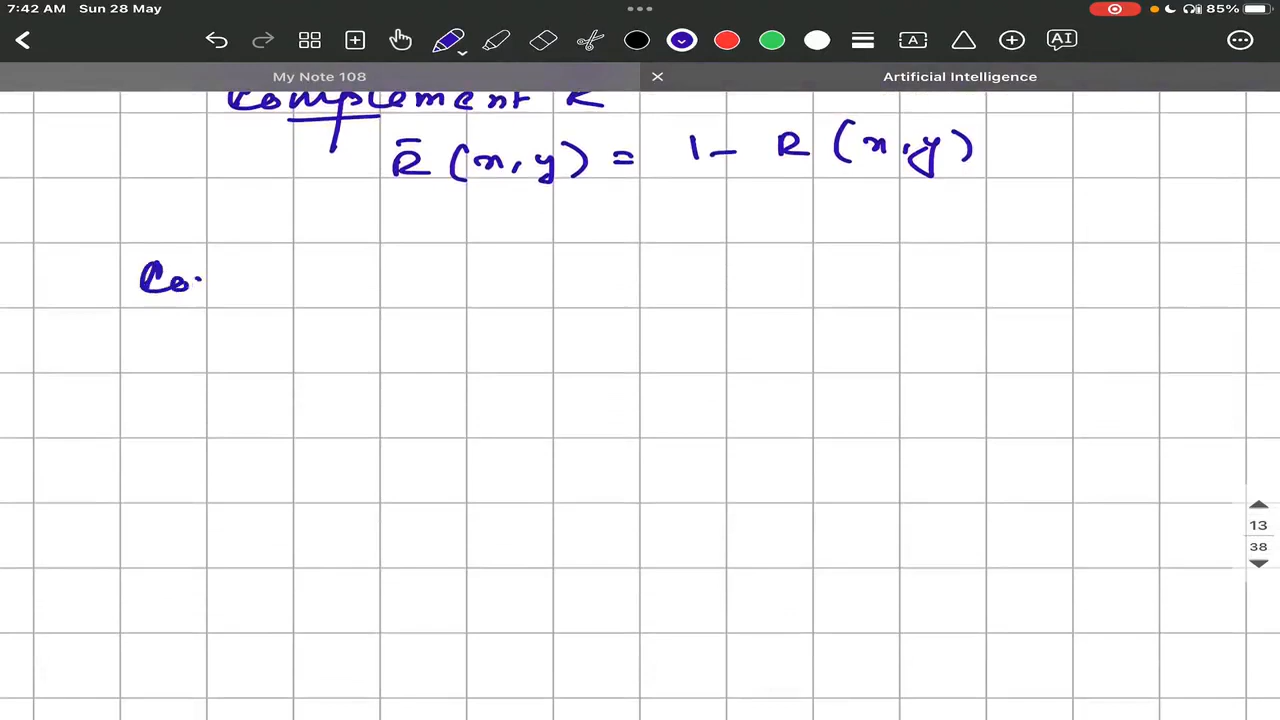 7:42 AM Sun 28 May 85%
My Note 108 Artificial Intelligence
Complement R
R̄ (x, y) = 1 - R (x, y)
Co
13
38